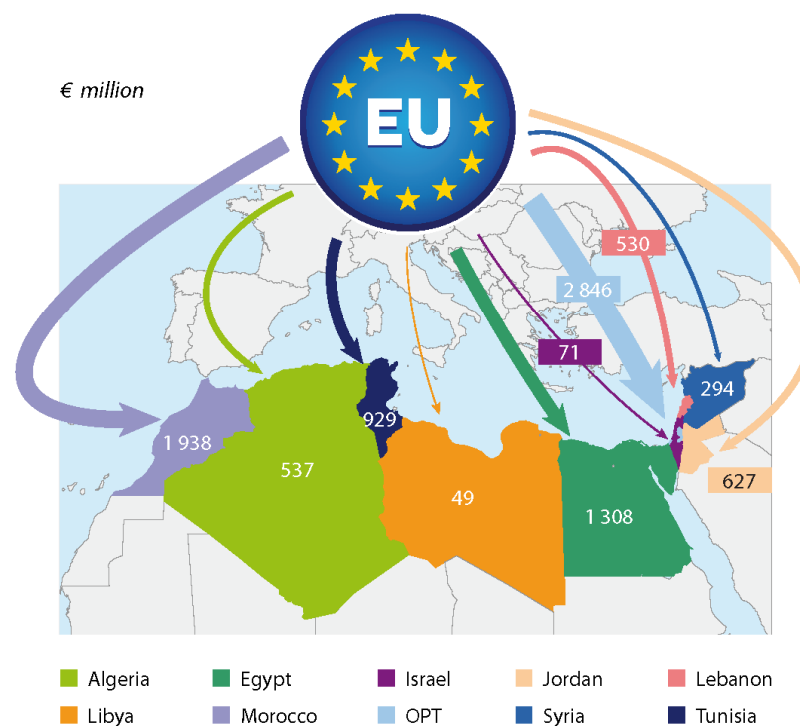 € million
EU
530
2 846
71
294
929
1 938
627
537
49
1 308
Algeria
Egypt
Israel
Jordan
Lebanon
Libya
Morocco
OPT
Syria
Tunisia